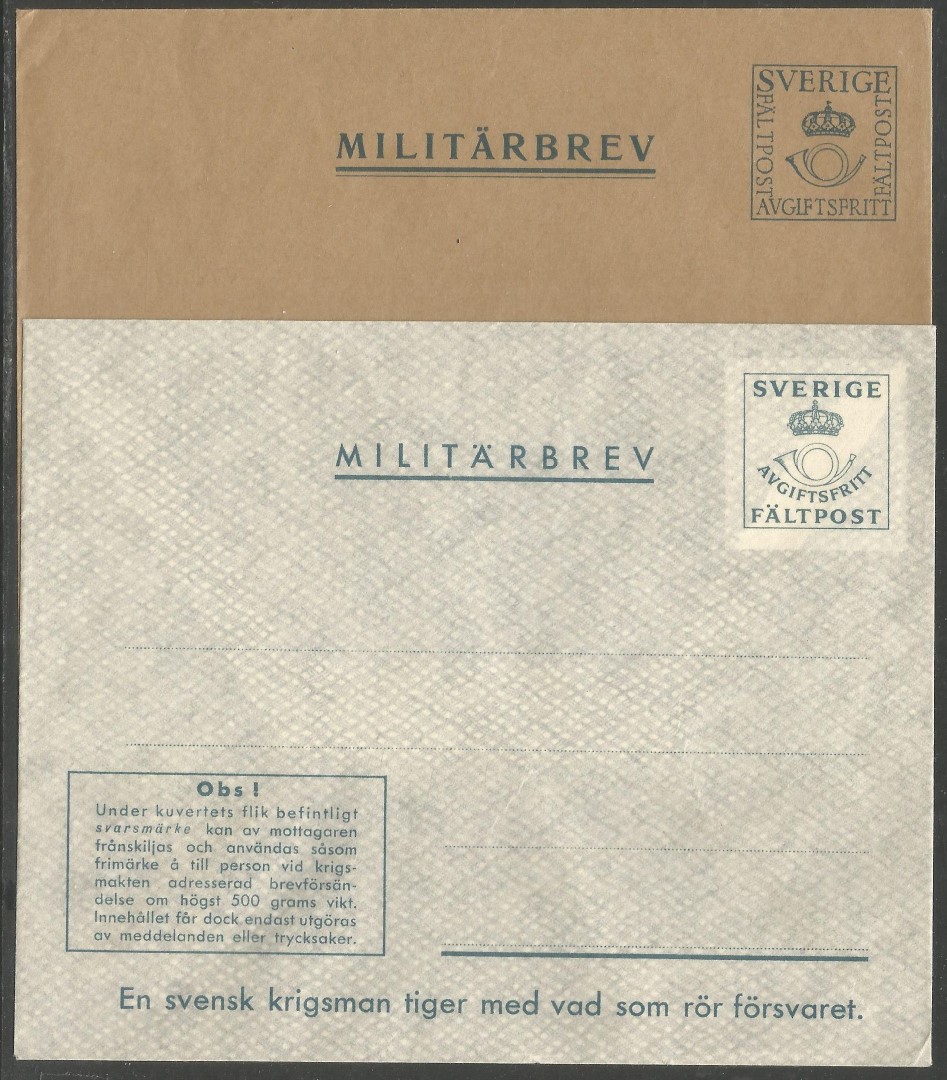 MILITÄRBREV
SVERIGE
FÄLTPOST
FÄLTPOST
AVGIFTSFRITT
MILITÄRBREV
SVERIGE
AVGIFTSFRITT
FÄLTPOST
Obs!
Under kuvertets flik befintligt
svarsmärke kan av mottagaren
frånskiljas och användas såsom
frimärke å till person vid krigs-
makten adresserad brevförsän-
delse om högst 500 grams vikt.
Innehållet får dock endast utgöras
av meddelanden eller trycksaker.
En svensk krigsman tiger med vad som rör försvaret.